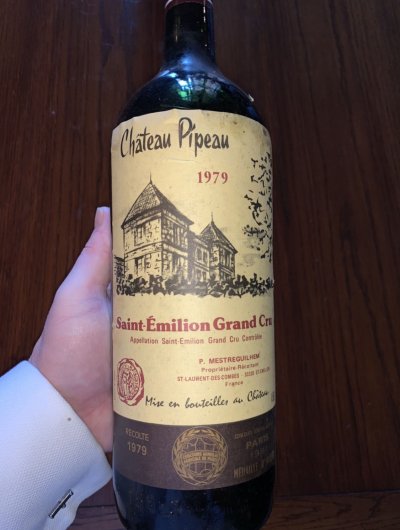 Château Pipeau
1979
Saint-Émilion Grand Cru
Appellation Saint-Emilion Grand Cru Contrôlée
P. MESTREGUILHEM
Propriétaire-Récoltant
ST-LAURENT-DES-COMBES
France
Mise en bouteilles au Château
RÉCOLTE
1979
PARIS